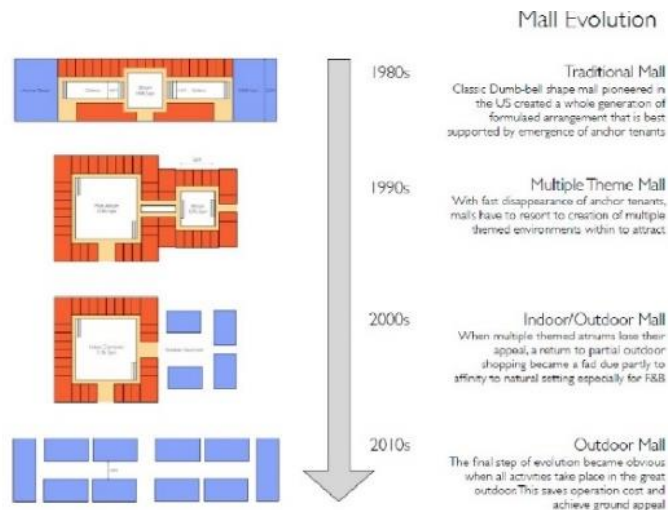 Mall Evolution
1980s
Traditional Mall
Classic Dumb-bell shape mall pioneered in
the US created a whole generation of
formulaed arrangement that is best
supported by emergence of anchor tenants
1990s
Multiple Theme Mall
With fast disappearance of anchor tenants,
malls have to resort to creation of multiple
themed environments within to attract
2000s
Indoor/Outdoor Mall
When multiple themed atriums lose their
appeal, a return to partial outdoor
shopping became a fad due partly to
affinity to natural setting especially for F&B
2010s
Outdoor Mall
The final step of evolution became obvious
when all activities take place in the great
outdoor. This saves operation cost and
achieve ground appeal